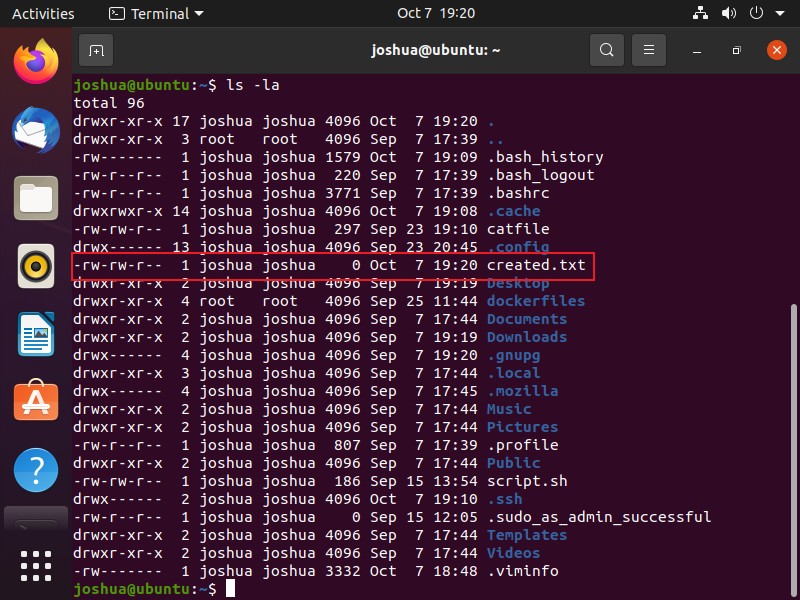 Activities Terminal Oct 7 19:20
joshua@ubuntu: ~
joshua@ubuntu:~$ ls -la
total 96
drwxr-xr-x 17 joshua joshua 4096 Oct  7 19:20 .
drwxr-xr-x  3 root   root   4096 Sep  7 17:39 ..
-rw-------  1 joshua joshua 1579 Oct  7 19:09 .bash_history
-rw-r--r--  1 joshua joshua  220 Sep  7 17:39 .bash_logout
-rw-r--r--  1 joshua joshua 3771 Sep  7 17:39 .bashrc
drwxrwxr-x 14 joshua joshua 4096 Oct  7 19:08 .cache
-rw-rw-r--  1 joshua joshua  297 Sep 23 19:10 catfile
drwx------ 13 joshua joshua 4096 Sep 23 20:45 .config
-rw-rw-r--  1 joshua joshua    0 Oct  7 19:20 created.txt
drwxr-xr-x  2 joshua joshua 4096 Oct  7 19:19 Desktop
drwxr-xr-x  4 root   root   4096 Sep 25 11:44 dockerfiles
drwxr-xr-x  2 joshua joshua 4096 Sep  7 17:44 Documents
drwxr-xr-x  2 joshua joshua 4096 Oct  7 19:19 Downloads
drwx------  4 joshua joshua 4096 Sep  7 19:20 .gnupg
drwxr-xr-x  3 joshua joshua 4096 Sep  7 17:44 .local
drwx------  4 joshua joshua 4096 Sep  7 17:45 .mozilla
drwxr-xr-x  2 joshua joshua 4096 Sep  7 17:44 Music
drwxr-xr-x  2 joshua joshua 4096 Sep  7 17:44 Pictures
-rw-r--r--  1 joshua joshua  807 Sep  7 17:39 .profile
drwxr-xr-x  2 joshua joshua 4096 Sep  7 17:44 Public
-rw-rw-r--  1 joshua joshua  186 Sep 15 13:54 script.sh
drwx------  2 joshua joshua 4096 Oct  7 19:10 .ssh
-rw-r--r--  1 joshua joshua    0 Sep 15 12:05 .sudo_as_admin_successful
drwxr-xr-x  2 joshua joshua 4096 Sep  7 17:44 Templates
drwxr-xr-x  2 joshua joshua 4096 Sep  7 17:44 Videos
-rw-------  1 joshua joshua 3332 Oct  7 18:48 .viminfo
joshua@ubuntu:~$